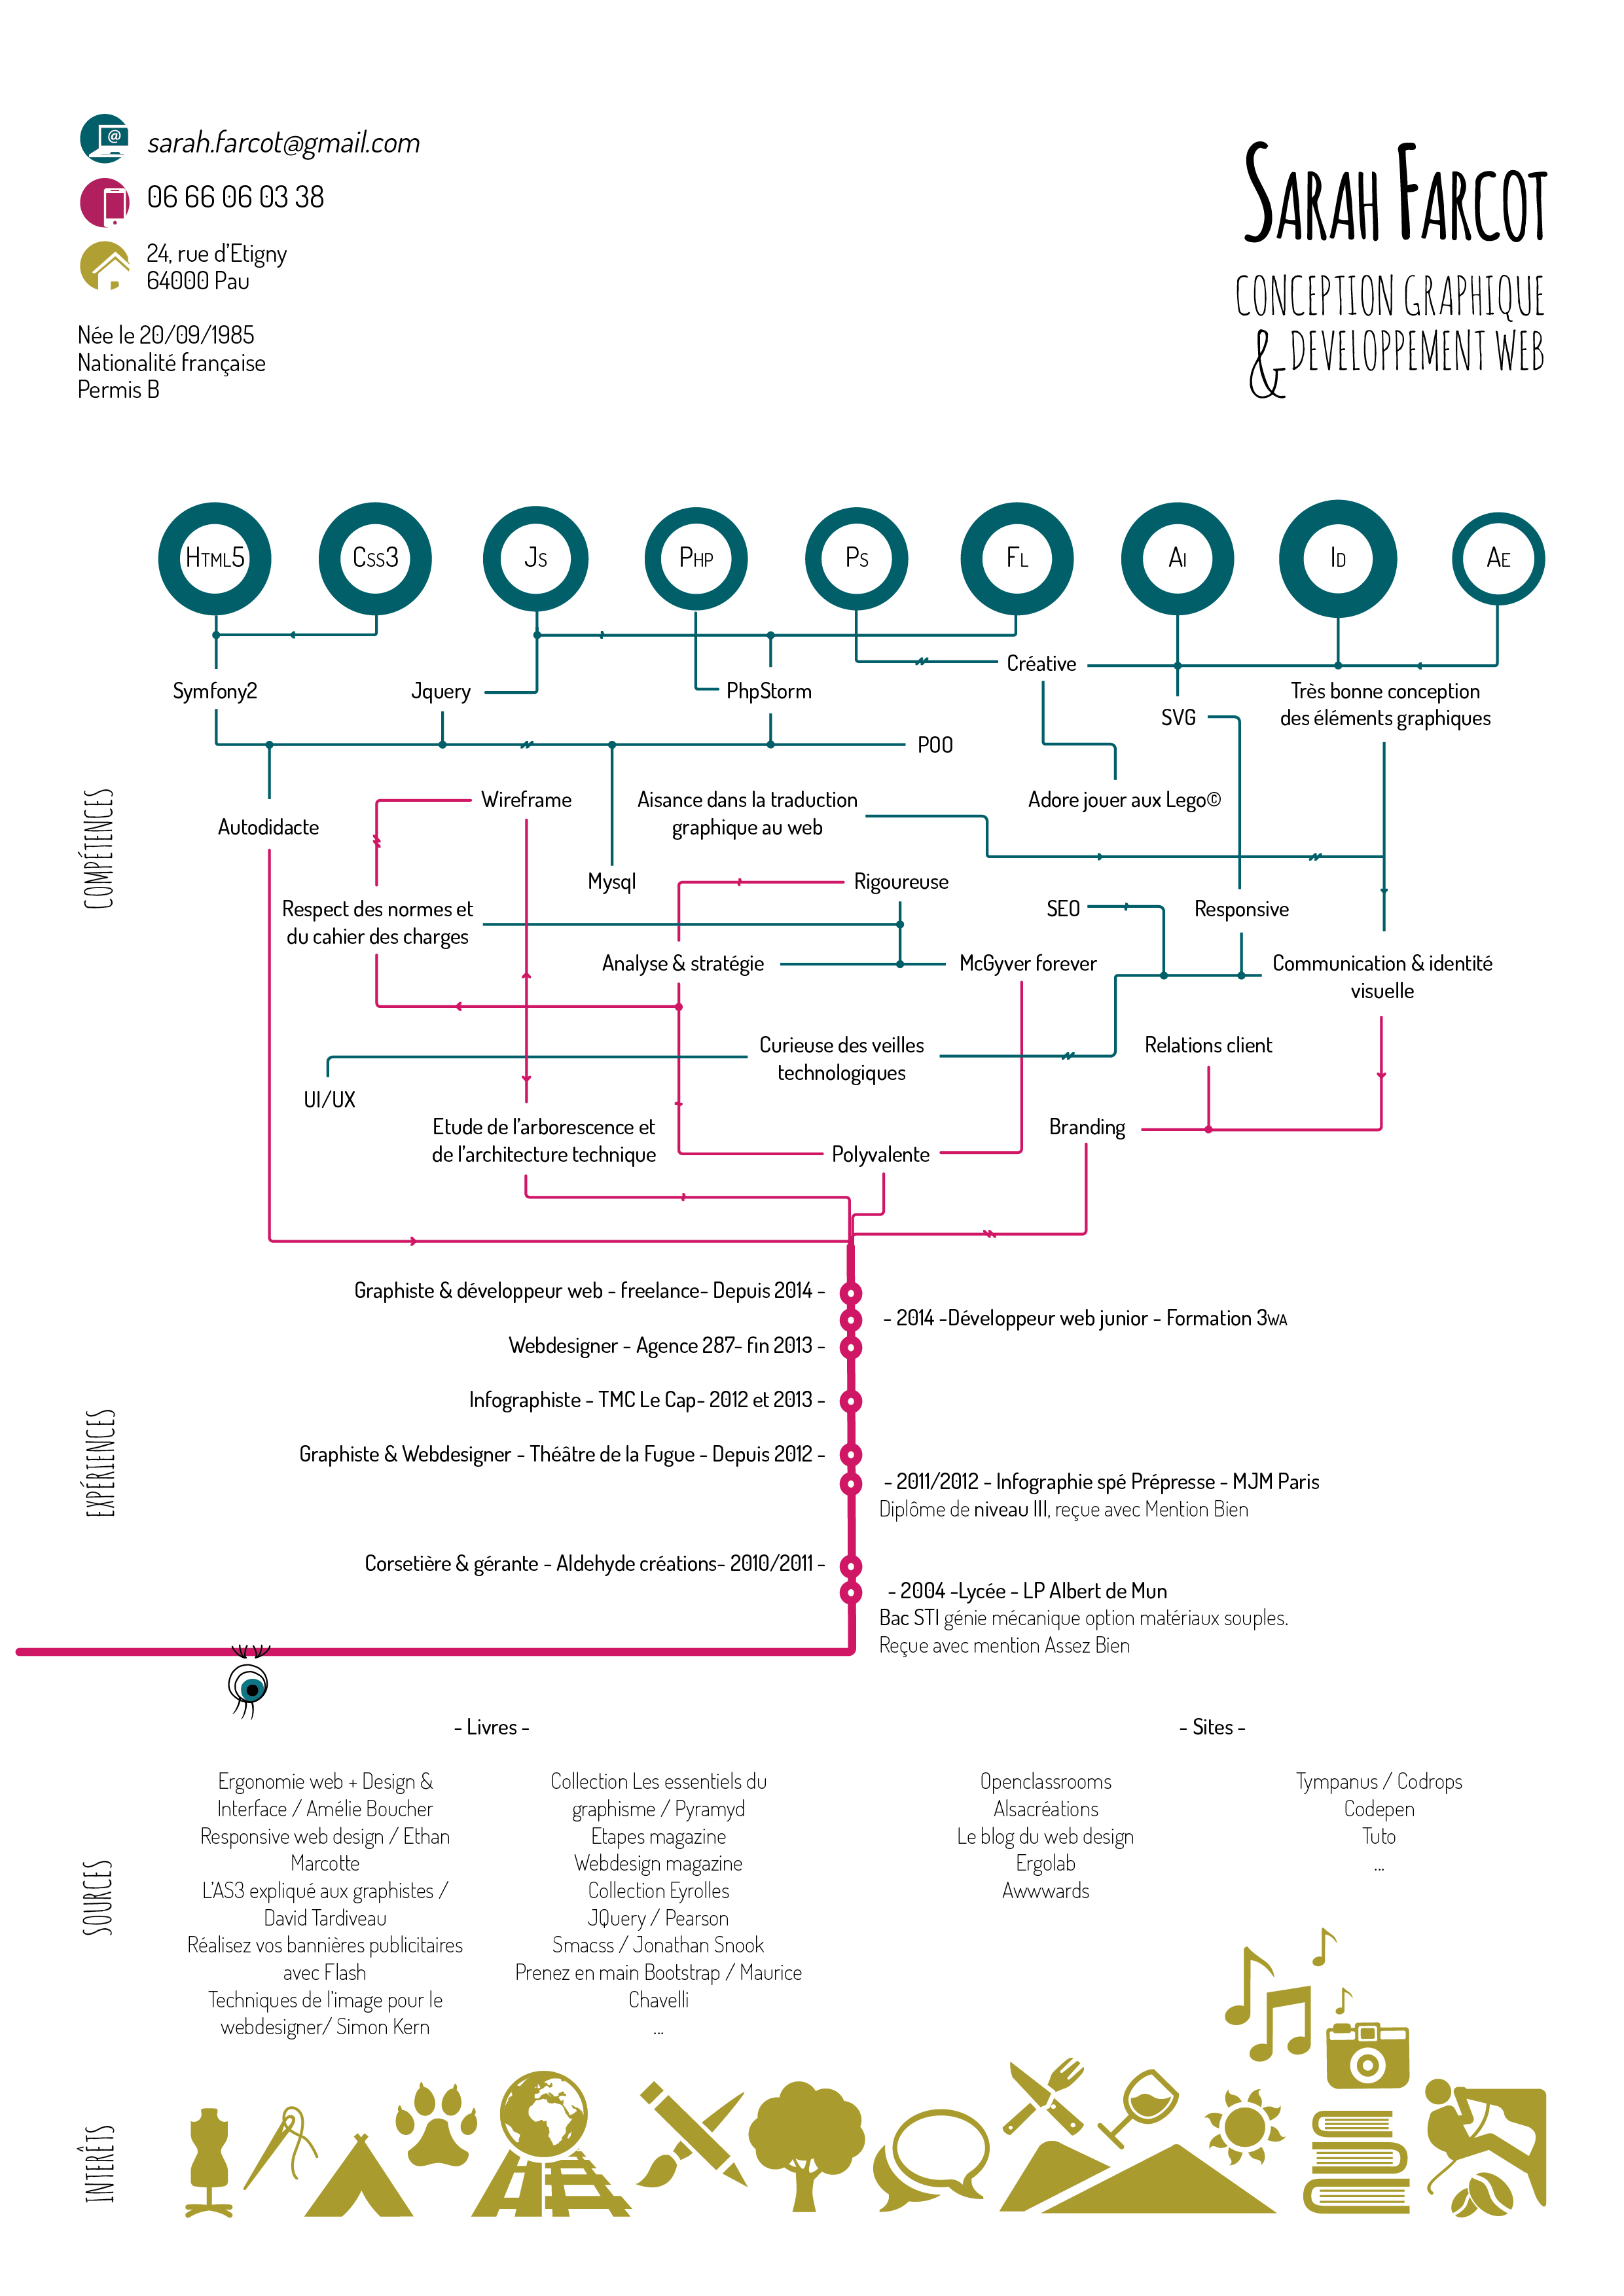 sarah.farcot@gmail.com
06 66 06 03 38
24, rue d'Etigny
64000 Pau
Née le 20/09/1985
Nationalité française
Permis B
SARAH FARCOT
CONCEPTION GRAPHIQUE
& DEVELOPPEMENT WEB
COMPÉTENCES
HTML5 CSS3 JS PHP PS FL AI ID AE
Créative
Symfony2 Jquery PhpStorm
Très bonne conception
des éléments graphiques
SVG
POO
Wireframe
Aisance dans la traduction
graphique au web
Adore jouer aux Lego©
Autodidacte
Mysql
Rigoureuse
Respect des normes et
du cahier des charges
SEO
Responsive
Analyse & stratégie
McGyver forever
Communication & identité
visuelle
Curieuse des veilles
technologiques
Relations client
UI/UX
Etude de l'arborescence et
de l'architecture technique
Branding
Polyvalente
EXPÉRIENCES
Graphiste & développeur web - freelance- Depuis 2014 -
- 2014 -Développeur web junior - Formation 3WA
Webdesigner - Agence 287- fin 2013 -
Infographiste - TMC Le Cap- 2012 et 2013 -
Graphiste & Webdesigner - Théâtre de la Fugue - Depuis 2012 -
- 2011/2012 - Infographie spé Prépresse - MJM Paris
Diplôme de niveau III, reçue avec Mention Bien
Corsetière & gérante - Aldehyde créations- 2010/2011 -
- 2004 -Lycée - LP Albert de Mun
Bac STI génie mécanique option matériaux souples.
Reçue avec mention Assez Bien
SOURCES
- Livres -
Ergonomie web + Design &
Interface / Amélie Boucher
Responsive web design / Ethan
Marcotte
L'AS3 expliqué aux graphistes /
David Tardiveau
Réalisez vos bannières publicitaires
avec Flash
Techniques de l'image pour le
webdesigner/ Simon Kern
Collection Les essentiels du
graphisme / Pyramyd
Etapes magazine
Webdesign magazine
Collection Eyrolles
JQuery / Pearson
Smacss / Jonathan Snook
Prenez en main Bootstrap / Maurice
Chavelli
...
- Sites -
Openclassrooms
Alsacréations
Le blog du web design
Ergolab
Awwwards
Tympanus / Codrops
Codepen
Tuto
...
INTERÊTS